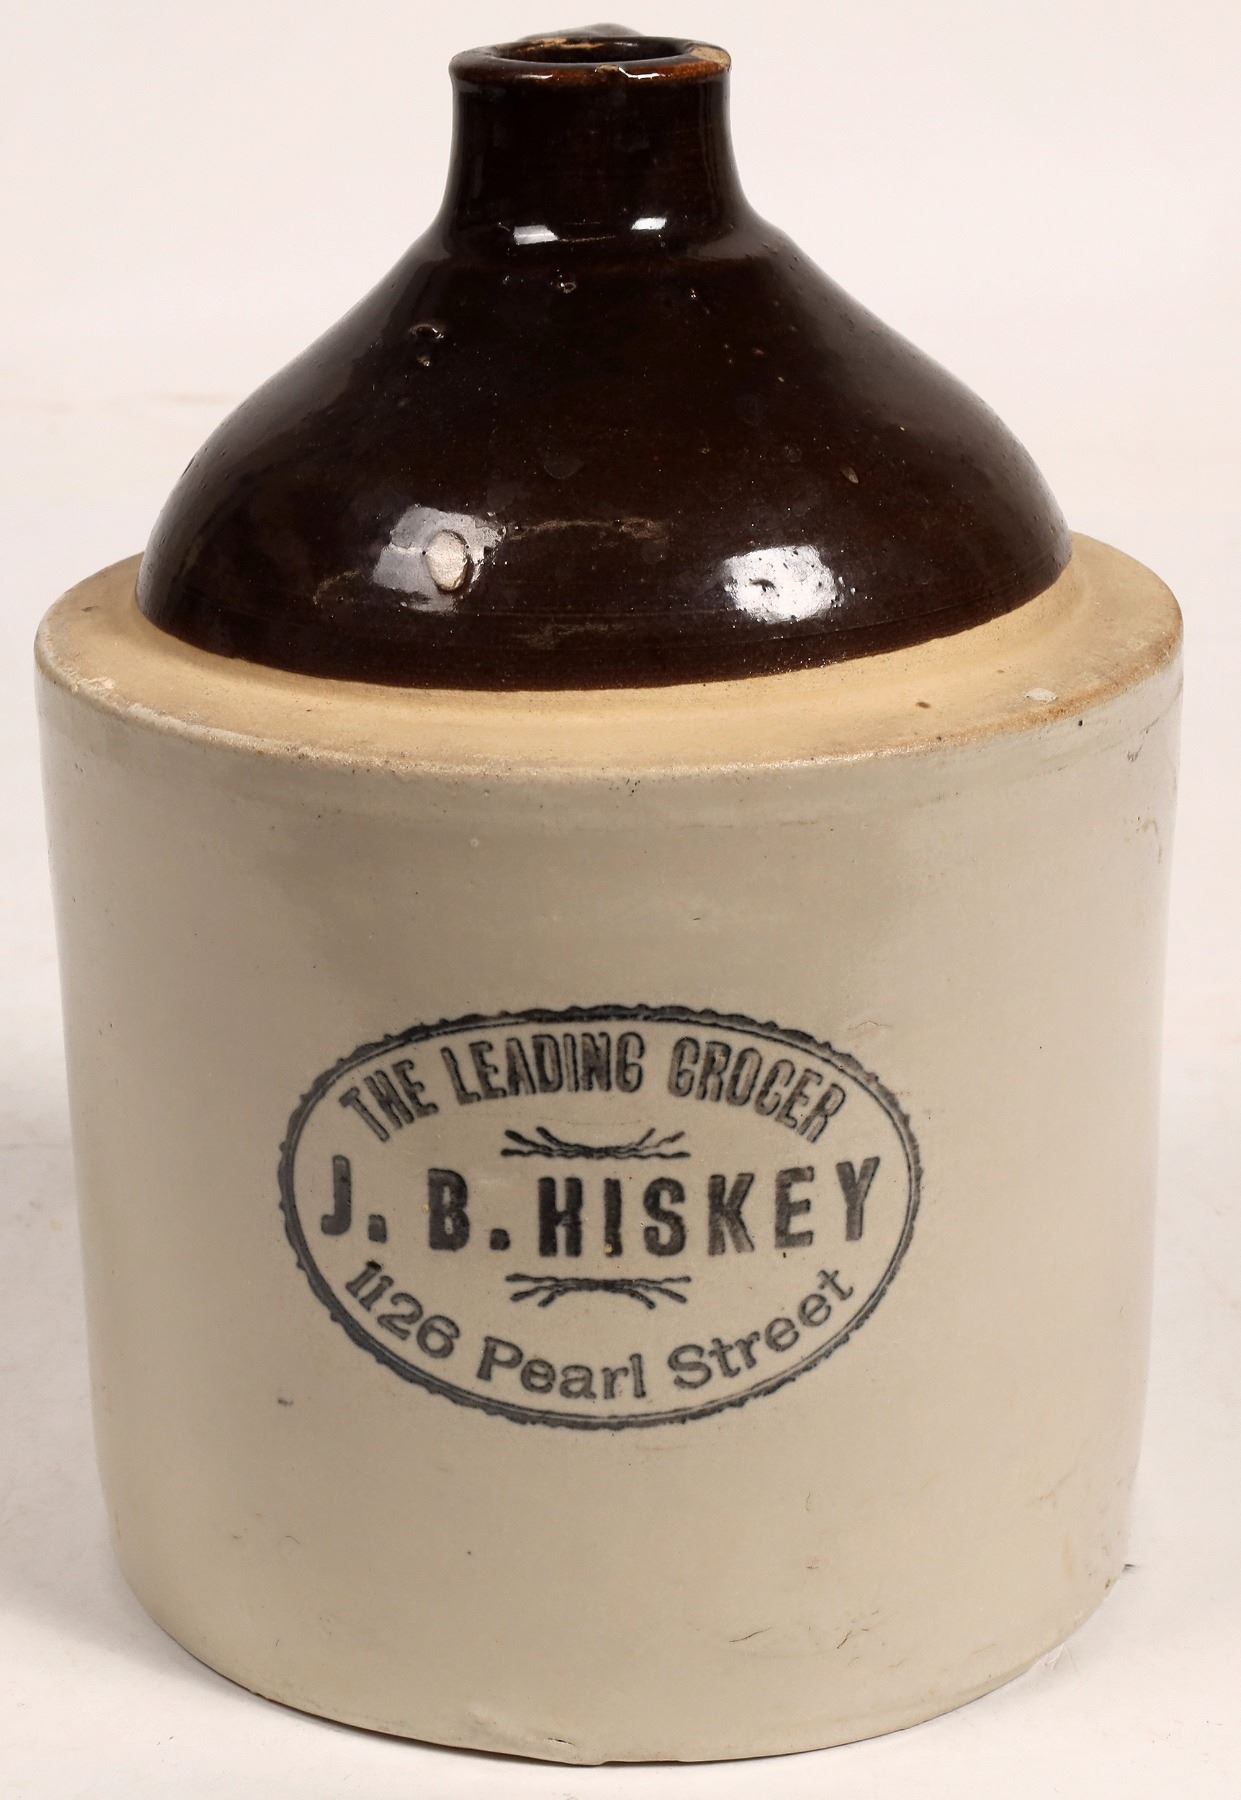 THE LEADING GROCER
J. B. HISKEY
1126 Pearl Street